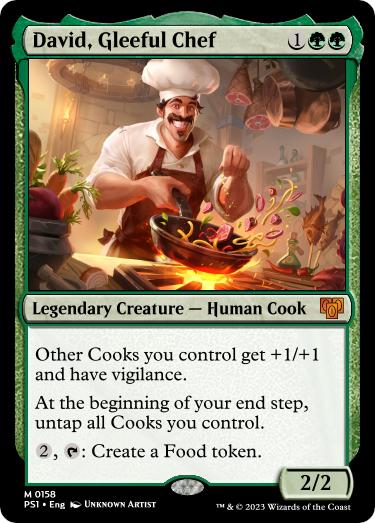 David, Gleeful Chef 1
Legendary Creature — Human Cook
Other Cooks you control get +1/+1
and have vigilance.
At the beginning of your end step,
untap all Cooks you control.
2, : Create a Food token.
2/2
M 0158
PS1 • Eng Unknown Artist
™ & © 2023 Wizards of the Coast